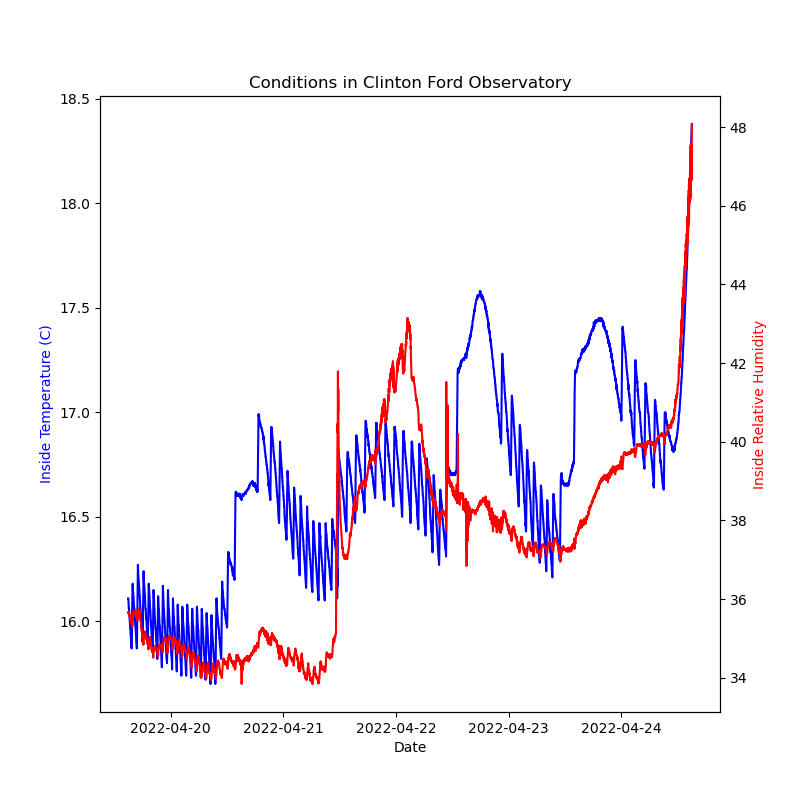 Conditions in Clinton Ford Observatory
18.5
18.0
17.5
17.0
16.5
16.0
Inside Temperature (C)
48
46
44
42
40
38
36
34
Inside Relative Humidity
2022-04-20 2022-04-21 2022-04-22 2022-04-23 2022-04-24
Date